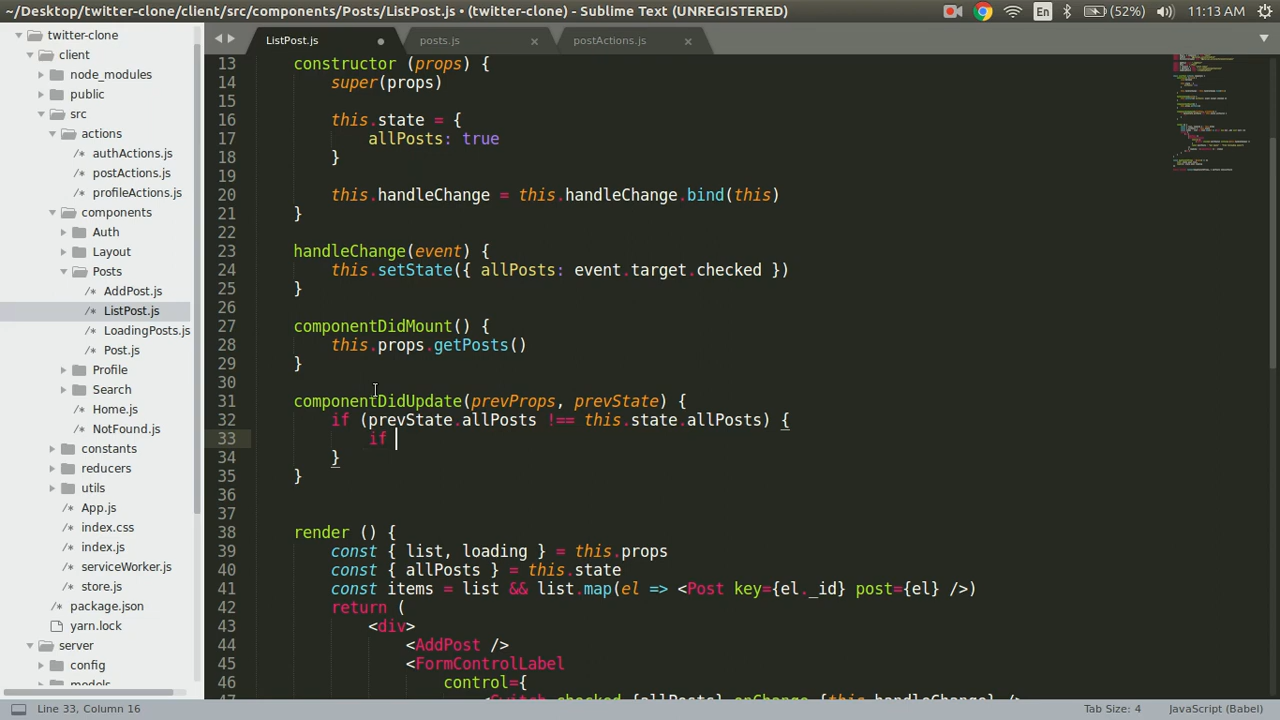 ~/Desktop/twitter-clone/client/src/components/Posts/ListPost.js • (twitter-clone) - Sublime Text (UNREGISTERED)
En
(52%)
11:13 AM
twitter-clone
client
node_modules
public
src
actions
authActions.js
postActions.js
profileActions.js
components
Auth
Layout
Posts
AddPost.js
ListPost.js
LoadingPosts.js
Post.js
Profile
Search
Home.js
NotFound.js
constants
reducers
utils
App.js
index.css
index.js
serviceWorker.js
store.js
package.json
yarn.lock
server
config
models
ListPost.js
posts.js
postActions.js
13 constructor (props) {
14 super(props)
15
16 this.state = {
17 allPosts: true
18 }
19
20 this.handleChange = this.handleChange.bind(this)
21 }
22
23 handleChange(event) {
24 this.setState({ allPosts: event.target.checked })
25 }
26
27 componentDidMount() {
28 this.props.getPosts()
29 }
30
31 componentDidUpdate(prevProps, prevState) {
32 if (prevState.allPosts !== this.state.allPosts) {
33 if
34 }
35 }
36
37
38 render () {
39 const { list, loading } = this.props
40 const { allPosts } = this.state
41 const items = list && list.map(el => <Post key={el._id} post={el} />)
42 return (
43 <div>
44 <AddPost />
45 <FormControlLabel
46 control={
47 <Switch checked {allPosts} onChange {this.handleChange} />
Line 33, Column 16
Tab Size: 4
JavaScript (Babel)